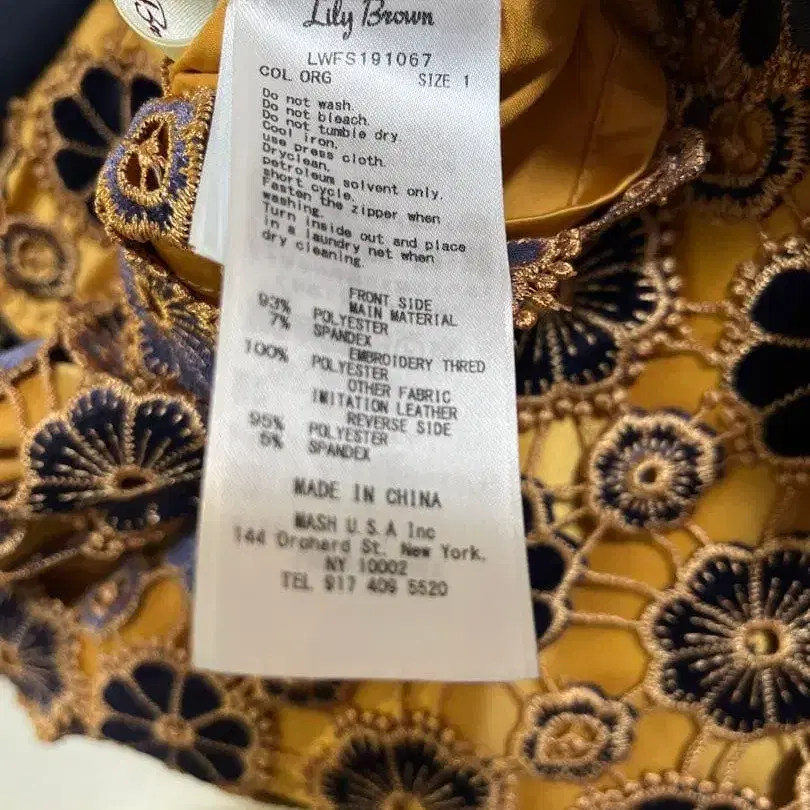 Lily Brown
LWFS191067
COL ORG SIZE 1
Do not wash.
Do not bleach.
Do not tumble dry.
Cool iron.
use press cloth.
Dryclean.
petroleum solvent only.
short cycle.
Fasten the zipper when
washing.
Turn inside out and place
in a laundry net when
dry cleaning.
FRONT SIDE
MAIN MATERIAL
93% POLYESTER
7% SPANDEX
EMBROIDERY THRED
100% POLYESTER
OTHER FABRIC
IMITATION LEATHER
REVERSE SIDE
95% POLYESTER
5% SPANDEX
MADE IN CHINA
MASH U.S.A Inc
144 Orchard St. New York.
NY 10002
TEL 917 409 5520